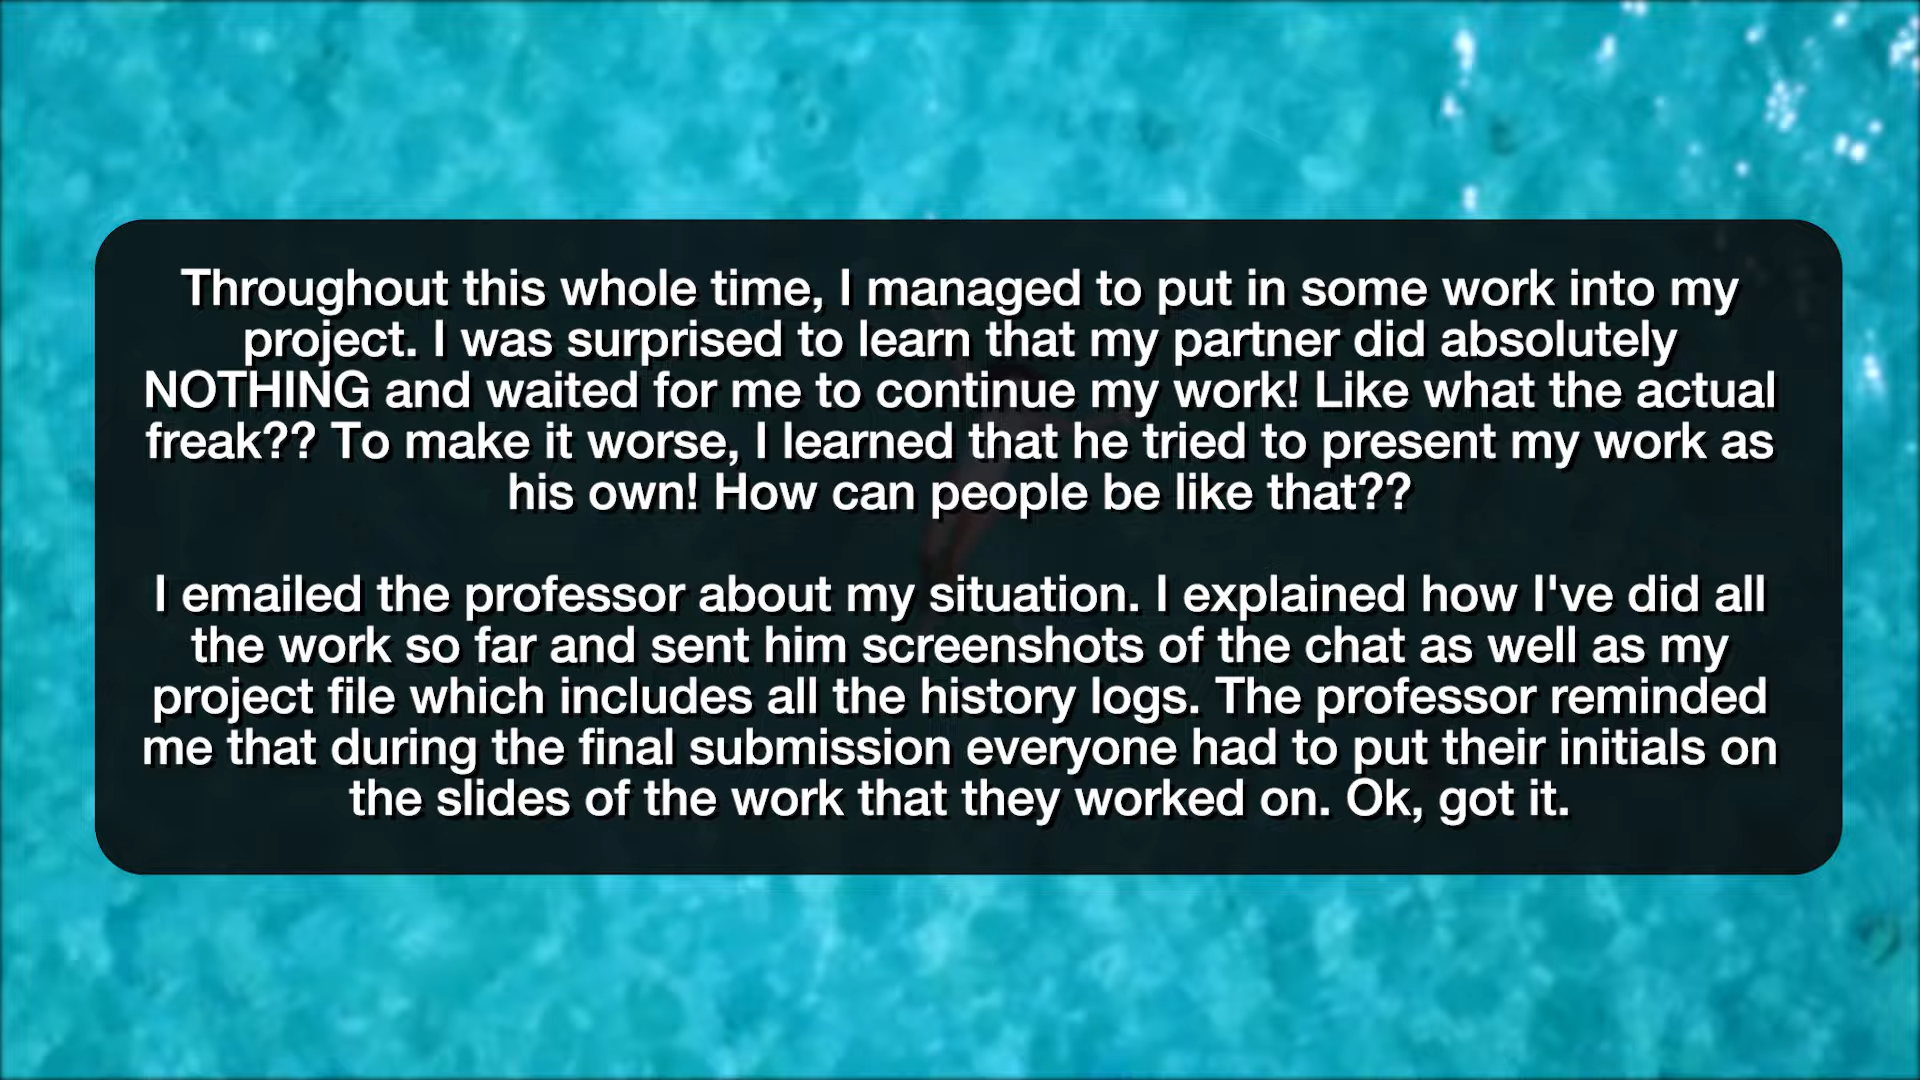 Throughout this whole time, I managed to put in some work into my
project. I was surprised to learn that my partner did absolutely
NOTHING and waited for me to continue my work! Like what the actual
freak?? To make it worse, I learned that he tried to present my work as
his own! How can people be like that??
I emailed the professor about my situation. I explained how I've did all
the work so far and sent him screenshots of the chat as well as my
project file which includes all the history logs. The professor reminded
me that during the final submission everyone had to put their initials on
the slides of the work that they worked on. Ok, got it.